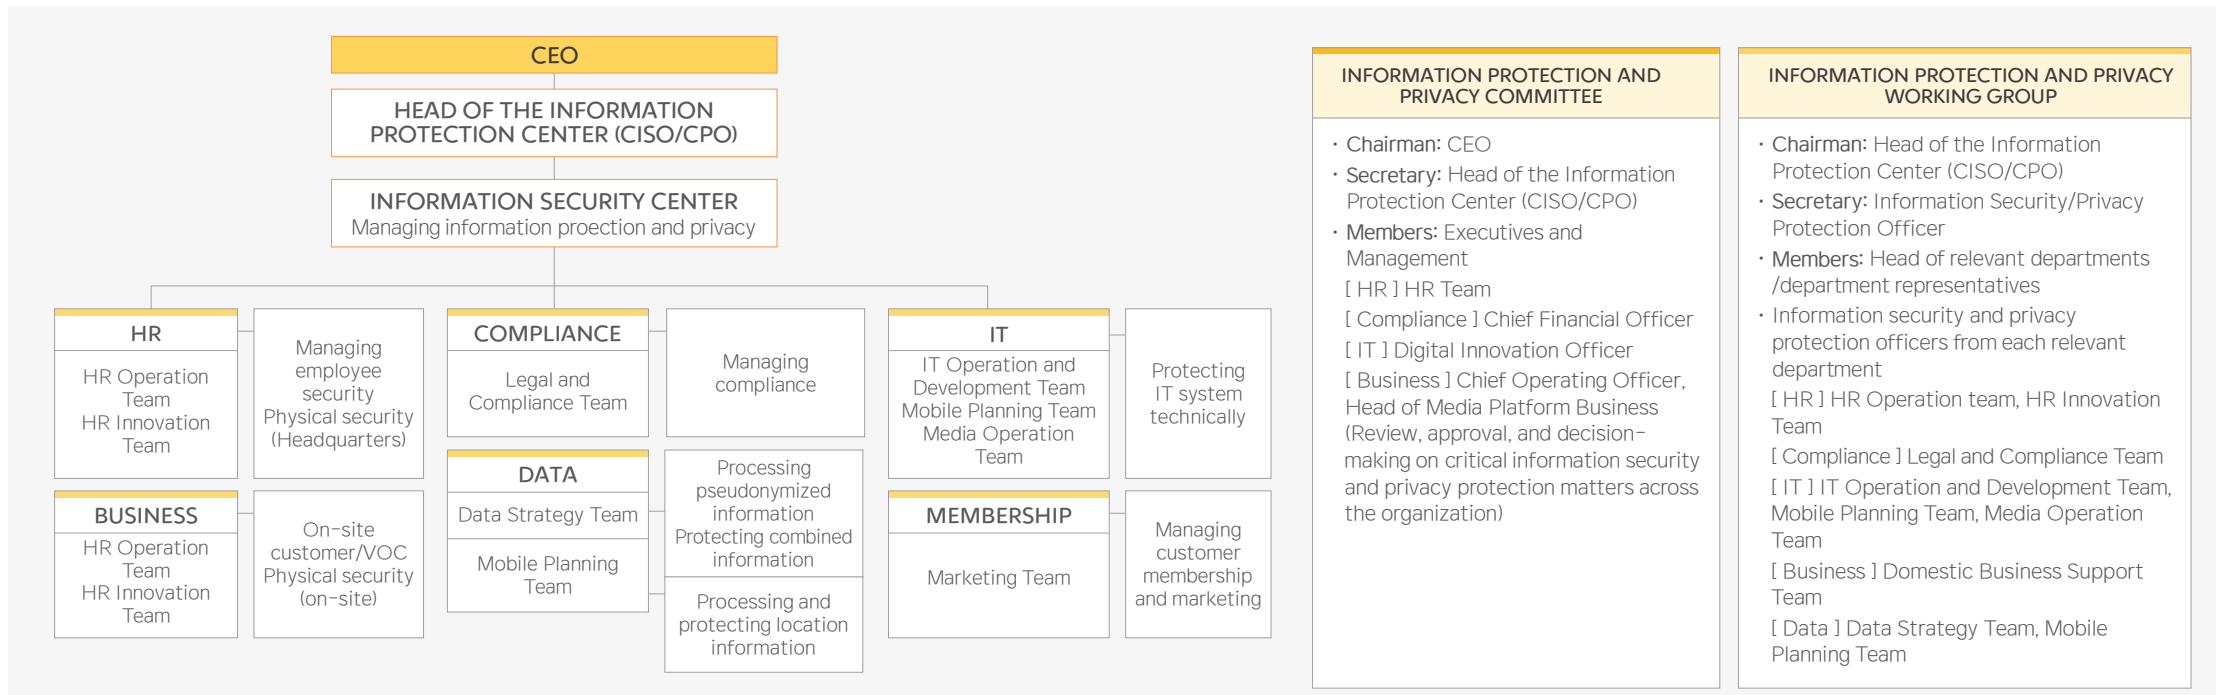 CEO
HEAD OF THE INFORMATION
PROTECTION CENTER (CISO/CPO)
INFORMATION SECURITY CENTER
Managing information proection and privacy
HR
HR Operation
Team
HR Innovation
Team
Managing
employee
security
Physical security
(Headquarters)
BUSINESS
HR Operation
Team
HR Innovation
Team
On-site
customer/VOC
Physical security
(on-site)
COMPLIANCE
Legal and
Compliance Team
Managing
compliance
DATA
Data Strategy Team
Mobile Planning
Team
Processing
pseudonymized
information
Protecting combined
information
Processing and
protecting location
information
IT
IT Operation and
Development Team
Mobile Planning Team
Media Operation
Team
Protecting
IT system
technically
MEMBERSHIP
Marketing Team
Managing
customer
membership
and marketing
INFORMATION PROTECTION AND
PRIVACY COMMITTEE
· Chairman: CEO
· Secretary: Head of the Information
Protection Center (CISO/CPO)
· Members: Executives and
Management
[ HR ] HR Team
[ Compliance ] Chief Financial Officer
[ IT ] Digital Innovation Officer
[ Business ] Chief Operating Officer,
Head of Media Platform Business
(Review, approval, and decision-
making on critical information security
and privacy protection matters across
the organization)
INFORMATION PROTECTION AND PRIVACY
WORKING GROUP
· Chairman: Head of the Information
Protection Center (CISO/CPO)
· Secretary: Information Security/Privacy
Protection Officer
· Members: Head of relevant departments
/department representatives
· Information security and privacy
protection officers from each relevant
department
[ HR ] HR Operation team, HR Innovation
Team
[ Compliance ] Legal and Compliance Team
[ IT ] IT Operation and Development Team,
Mobile Planning Team, Media Operation
Team
[ Business ] Domestic Business Support
Team
[ Data ] Data Strategy Team, Mobile
Planning Team